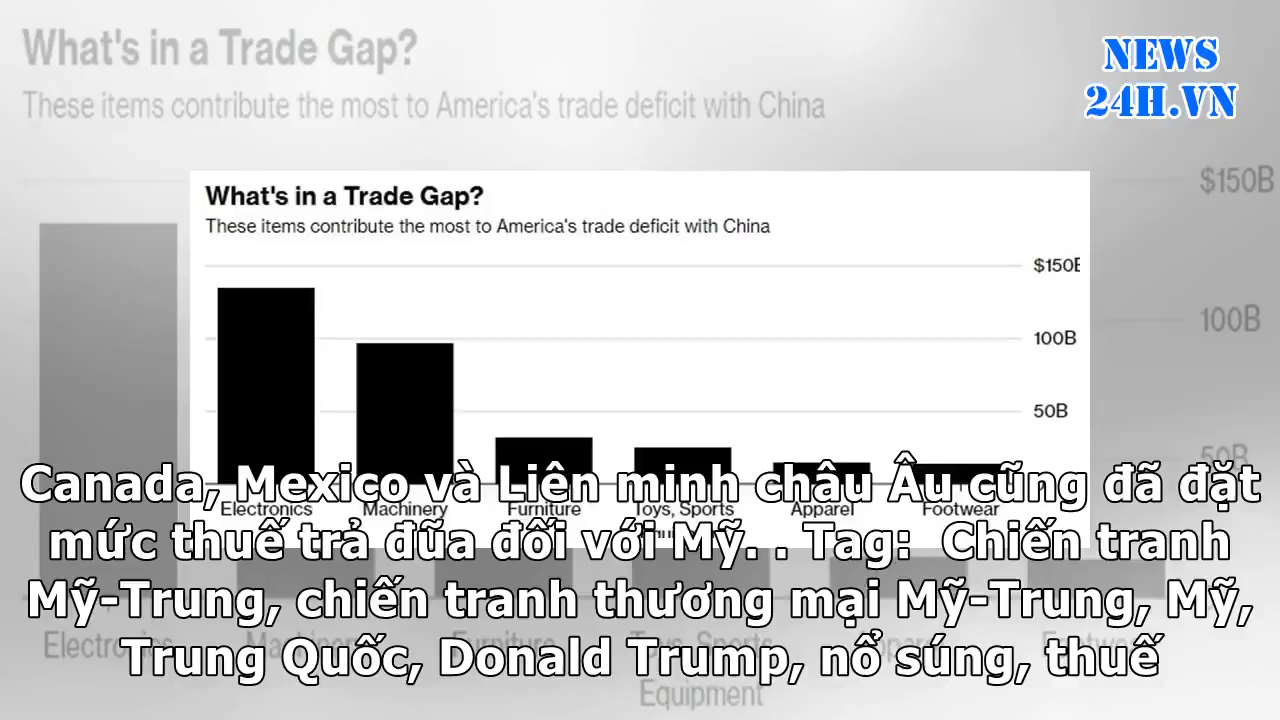 What's in a Trade Gap?
These items contribute the most to America's trade deficit with China
NEWS
24H.VN
$150B
100B
50B
What's in a Trade Gap?
These items contribute the most to America's trade deficit with China
$150B
100B
50B
Electronics Machinery Furniture Toys, Sports Apparel Footwear
Canada, Mexico và Liên minh châu Âu cũng đã đặt
mức thuế trả đũa đối với Mỹ. . Tag: Chiến tranh
Mỹ-Trung, chiến tranh thương mại Mỹ-Trung, Mỹ,
Trung Quốc, Donald Trump, nổ súng, thuế
Electronics
Equipment